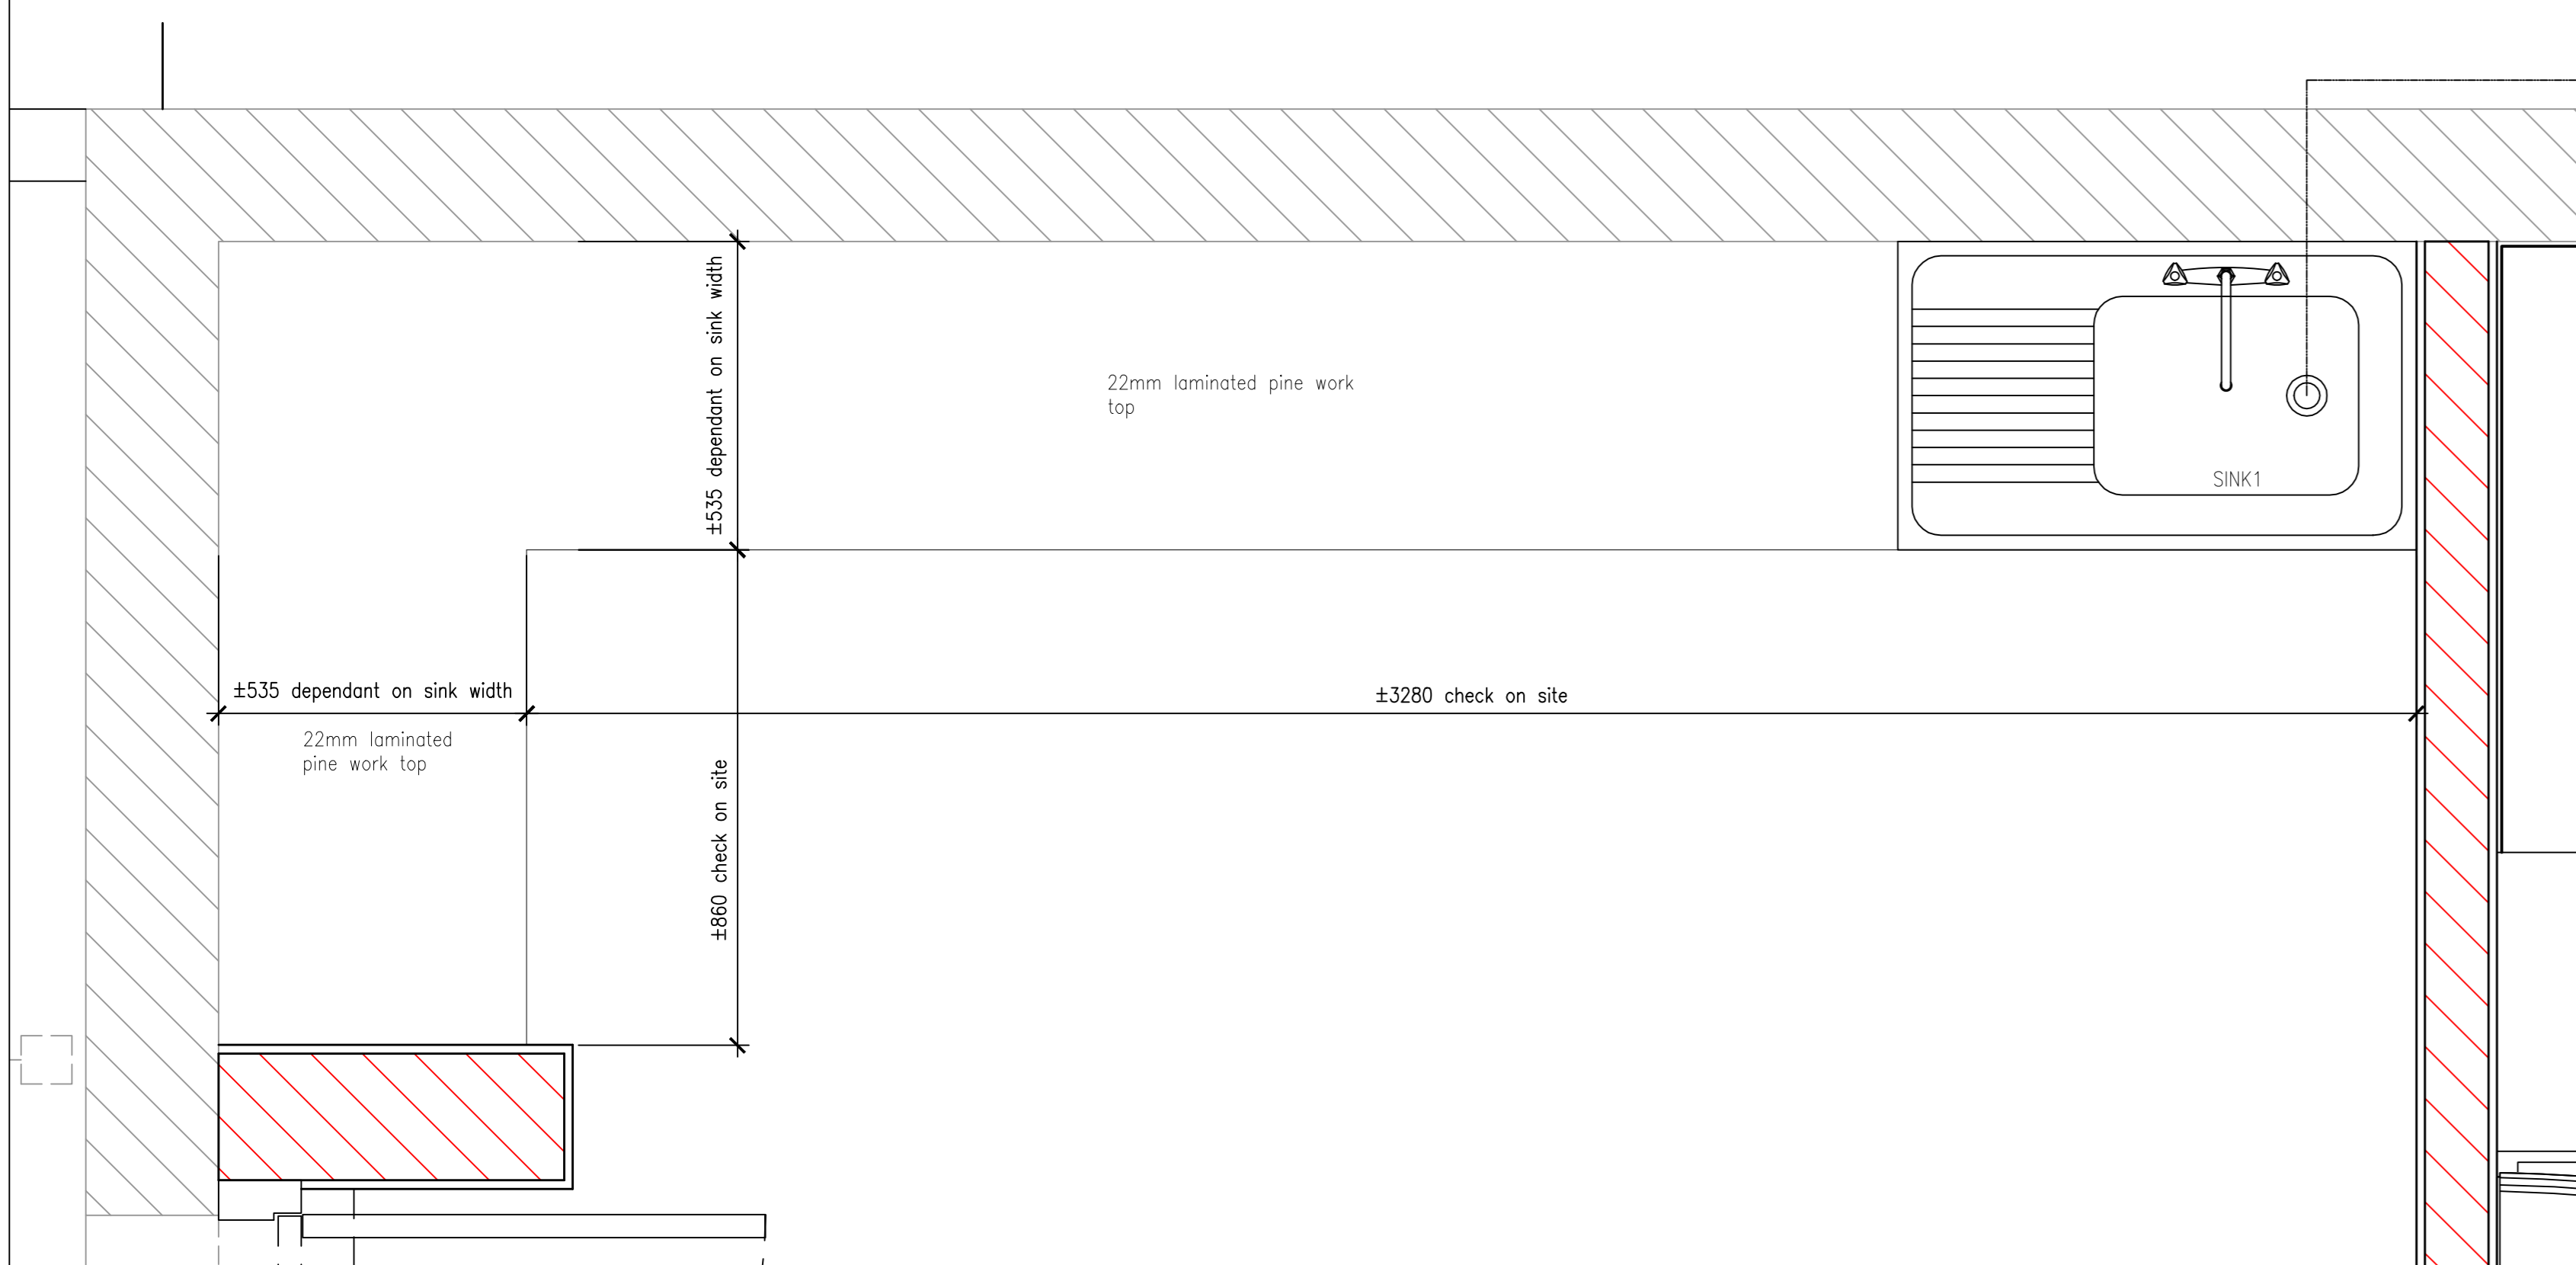 ±535 dependant on sink width
22mm laminated pine work
top
SINK1
±535 dependant on sink width
±3280 check on site
22mm laminated
pine work top
±860 check on site